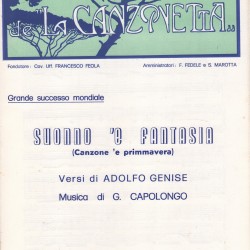 de "LA CANZONETTA"
Fondatore: Cav. Uff. FRANCESCO FEOLA
Amministratori: F. FEDELE e S. MAROTTA
Grande successo mondiale
SUONNO 'E FANTASIA
(Canzone 'e primmavera)
Versi di ADOLFO GENISE
Musica di G. CAPOLONGO